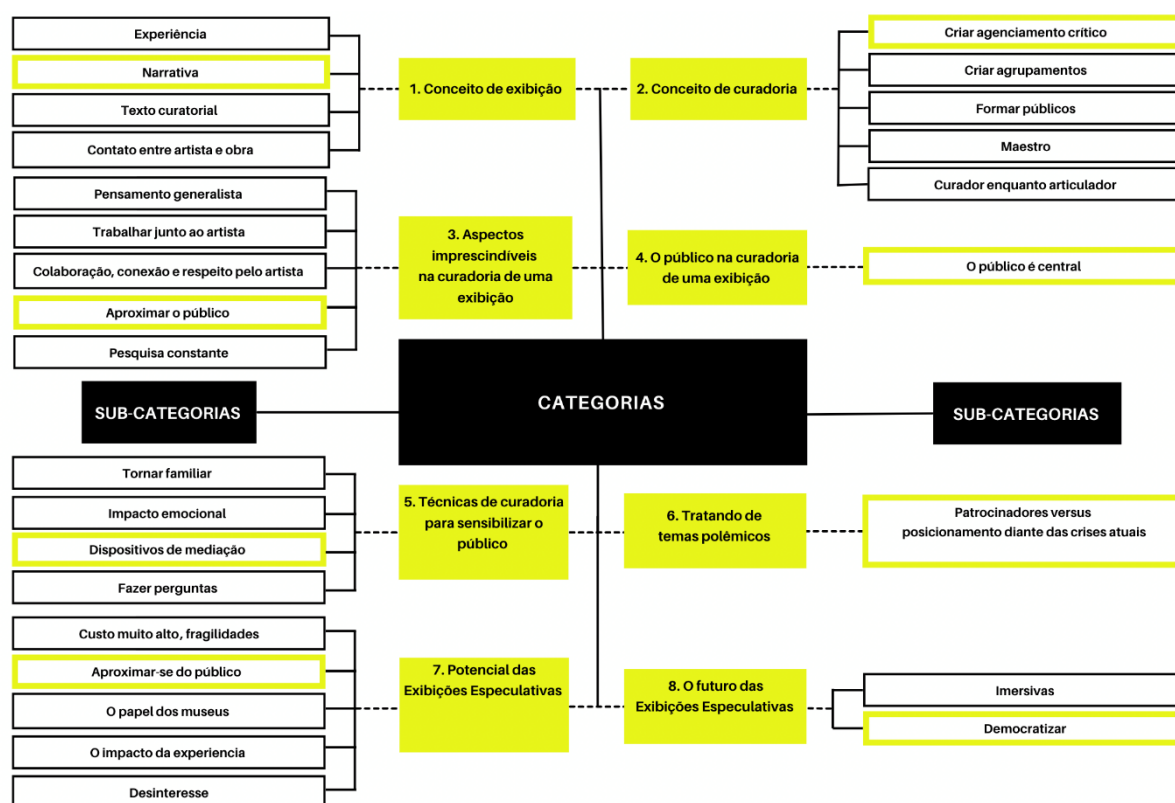 Experiência
Narrativa
Texto curatorial
Contato entre artista e obra
1. Conceito de exibição
2. Conceito de curadoria
Criar agenciamento crítico
Criar agrupamentos
Formar públicos
Maestro
Curador enquanto articulador
Pensamento generalista
Trabalhar junto ao artista
Colaboração, conexão e respeito pelo artista
Aproximar o público
Pesquisa constante
3. Aspectos
imprescindíveis
na curadoria de uma
exibição
4. O público na curadoria
de uma exibição
O público é central
SUB-CATEGORIAS
CATEGORIAS
SUB-CATEGORIAS
Tornar familiar
Impacto emocional
Dispositivos de mediação
Fazer perguntas
5. Técnicas de curadoria
para sensibilizar o
público
6. Tratando de
temas polêmicos
Patrocinadores versus
posicionamento diante das crises atuais
Custo muito alto, fragilidades
Aproximar-se do público
O papel dos museus
O impacto da experiencia
Desinteresse
7. Potencial das
Exibições Especulativas
8. O futuro das
Exibições Especulativas
Imersivas
Democratizar